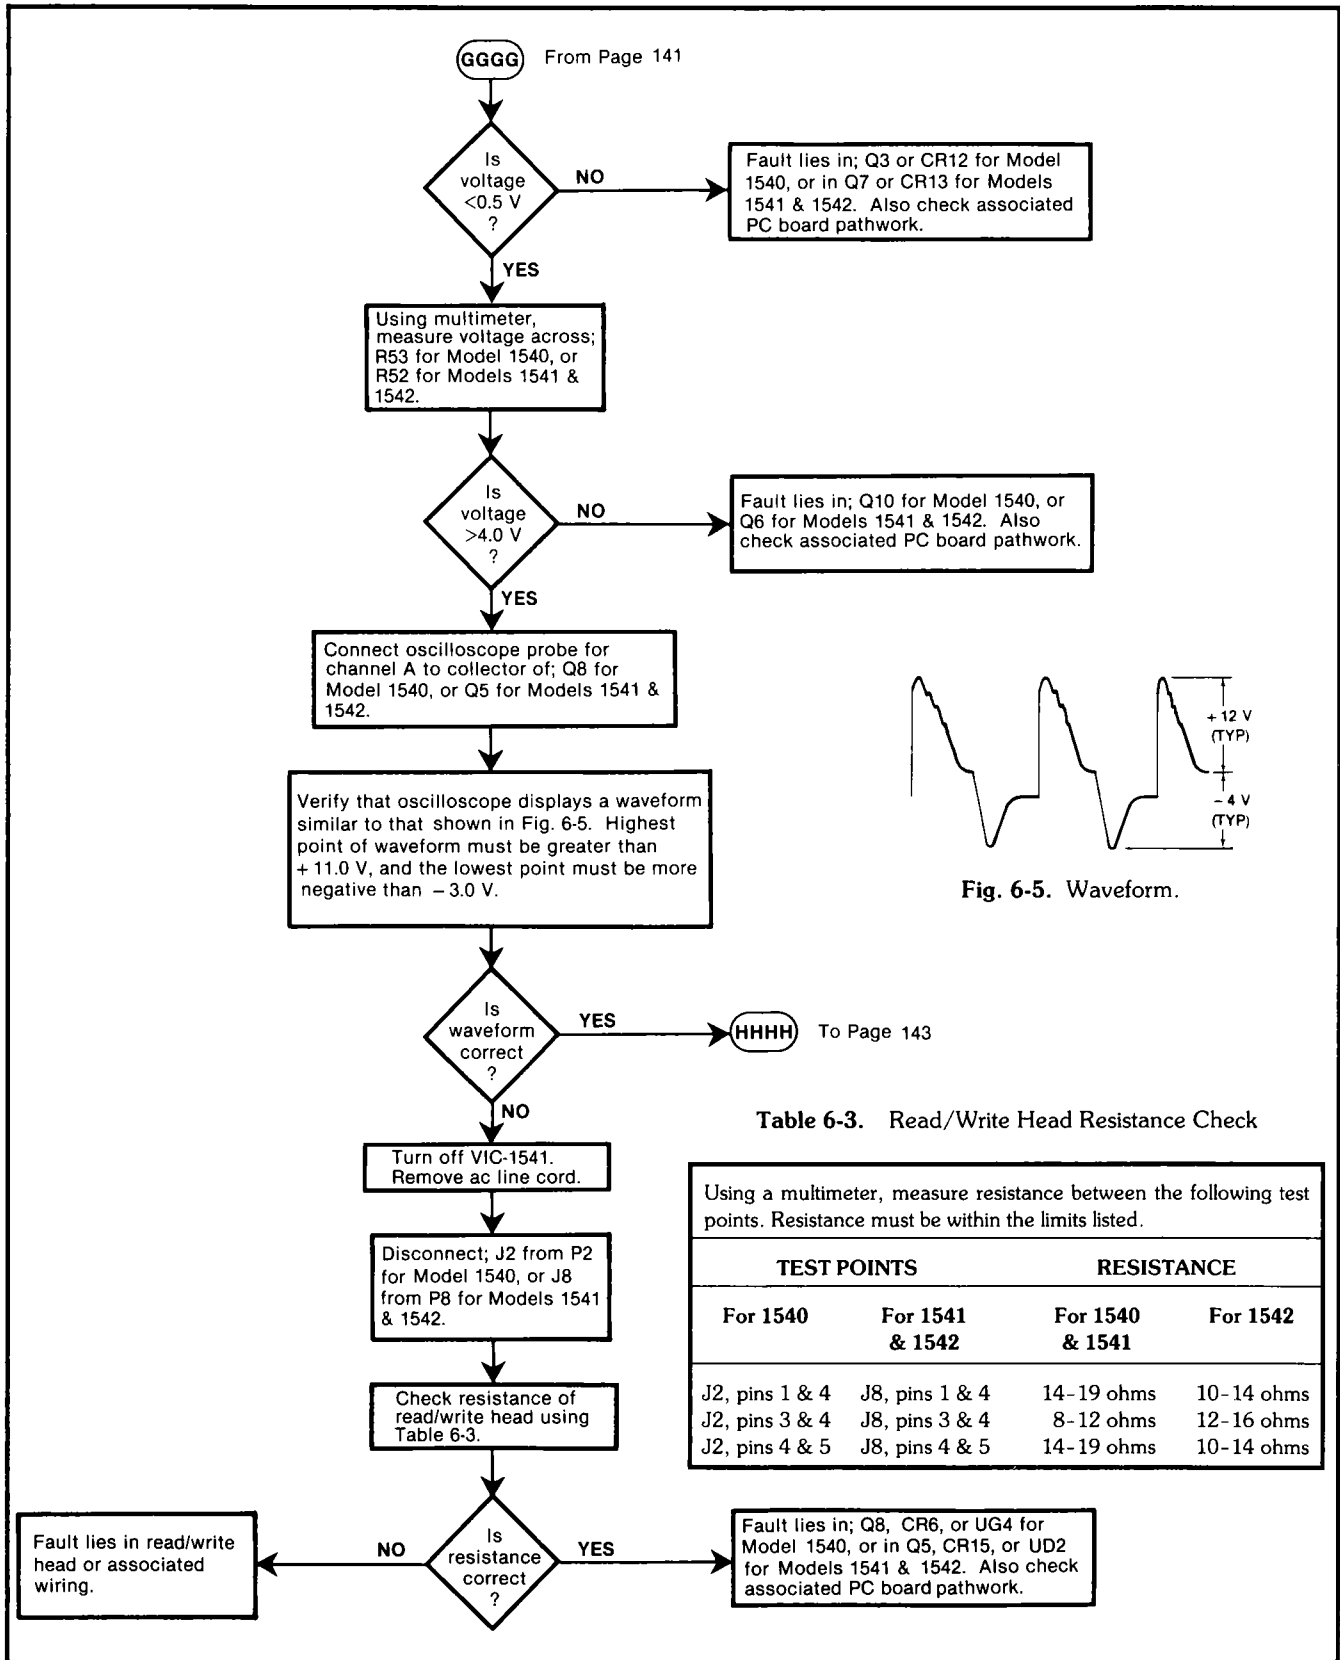 GGGG From Page 141
Is
voltage
<0.5 V
?
NO
Fault lies in; Q3 or CR12 for Model
1540, or in Q7 or CR13 for Models
1541 & 1542. Also check associated
PC board pathwork.
YES
Using multimeter,
measure voltage across;
R53 for Model 1540, or
R52 for Models 1541 &
1542.
Is
voltage
>4.0 V
?
NO
Fault lies in; Q10 for Model 1540, or
Q6 for Models 1541 & 1542. Also
check associated PC board pathwork.
YES
Connect oscilloscope probe for
channel A to collector of; Q8 for
Model 1540, or Q5 for Models 1541 &
1542.
Verify that oscilloscope displays a waveform
similar to that shown in Fig. 6-5. Highest
point of waveform must be greater than
+ 11.0 V, and the lowest point must be more
negative than – 3.0 V.
+ 12 V
(TYP)
– 4 V
(TYP)
Fig. 6-5. Waveform.
Is
waveform
correct
?
YES
HHHH To Page 143
NO
Turn off VIC-1541.
Remove ac line cord.
Disconnect; J2 from P2
for Model 1540, or J8
from P8 for Models 1541
& 1542.
Check resistance of
read/write head using
Table 6-3.
Table 6-3. Read/Write Head Resistance Check
Using a multimeter, measure resistance between the following test
points. Resistance must be within the limits listed.
TEST POINTS RESISTANCE
For 1540 For 1541 For 1540 For 1542
& 1542 & 1541
J2, pins 1 & 4 J8, pins 1 & 4 14-19 ohms 10-14 ohms
J2, pins 3 & 4 J8, pins 3 & 4 8-12 ohms 12-16 ohms
J2, pins 4 & 5 J8, pins 4 & 5 14-19 ohms 10-14 ohms
Is
resistance
correct
?
NO
Fault lies in read/write
head or associated
wiring.
YES
Fault lies in; Q8, CR6, or UG4 for
Model 1540, or in Q5, CR15, or UD2
for Models 1541 & 1542. Also check
associated PC board pathwork.